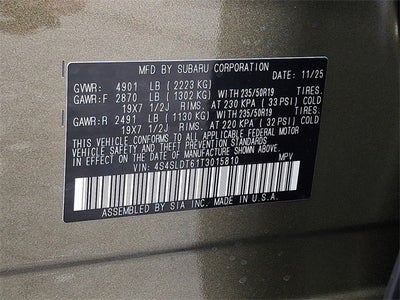 MFD BY SUBARU CORPORATION DATE: 11/25
GVWR: 4901 LB (2223 KG)
GAWR:F 2870 LB (1302 KG) WITH 235/50R19 TIRES.
19X7 1/2J RIMS. AT 230 KPA (33 PSI) COLD
GAWR:R 2491 LB (1130 KG) WITH 235/50R19 TIRES.
19X7 1/2J RIMS. AT 220 KPA (32 PSI) COLD
THIS VEHICLE CONFORMS TO ALL APPLICABLE FEDERAL MOTOR
VEHICLE SAFETY AND THEFT PREVENTION STANDARDS
IN EFFECT ON THE DATE OF MANUFACTURE SHOWN ABOVE.
VIN: 4S4SLDT61T3015810 MPV
ASSEMBLED BY SIA INC. MADE IN U.S.A.